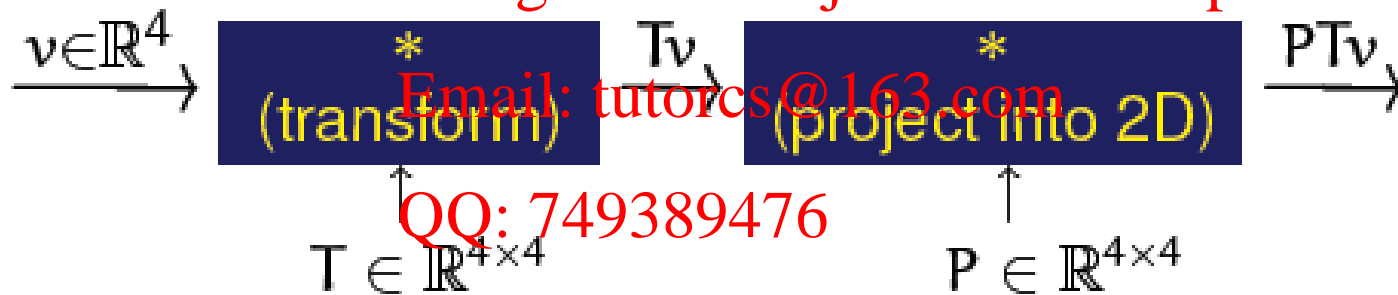 v∈ℝ⁴ * Tv * PTv
(transform) (project into 2D)
Email: tutorcs@163.com
QQ: 749389476
T ∈ ℝ⁴ˣ⁴ P ∈ ℝ⁴ˣ⁴